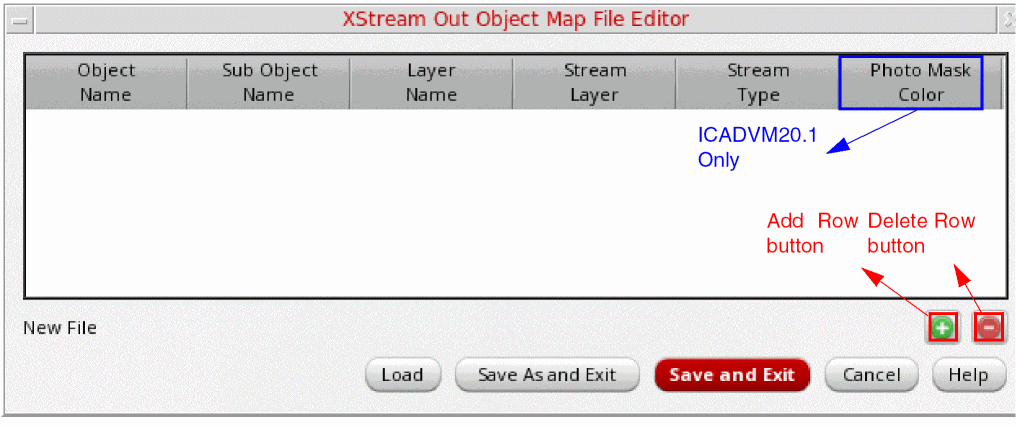 XStream Out Object Map File Editor
Object Name
Sub Object Name
Layer Name
Stream Layer
Stream Type
Photo Mask Color
ICADVM20.1
Only
Add Row button
Delete Row button
New File
Load
Save As and Exit
Save and Exit
Cancel
Help